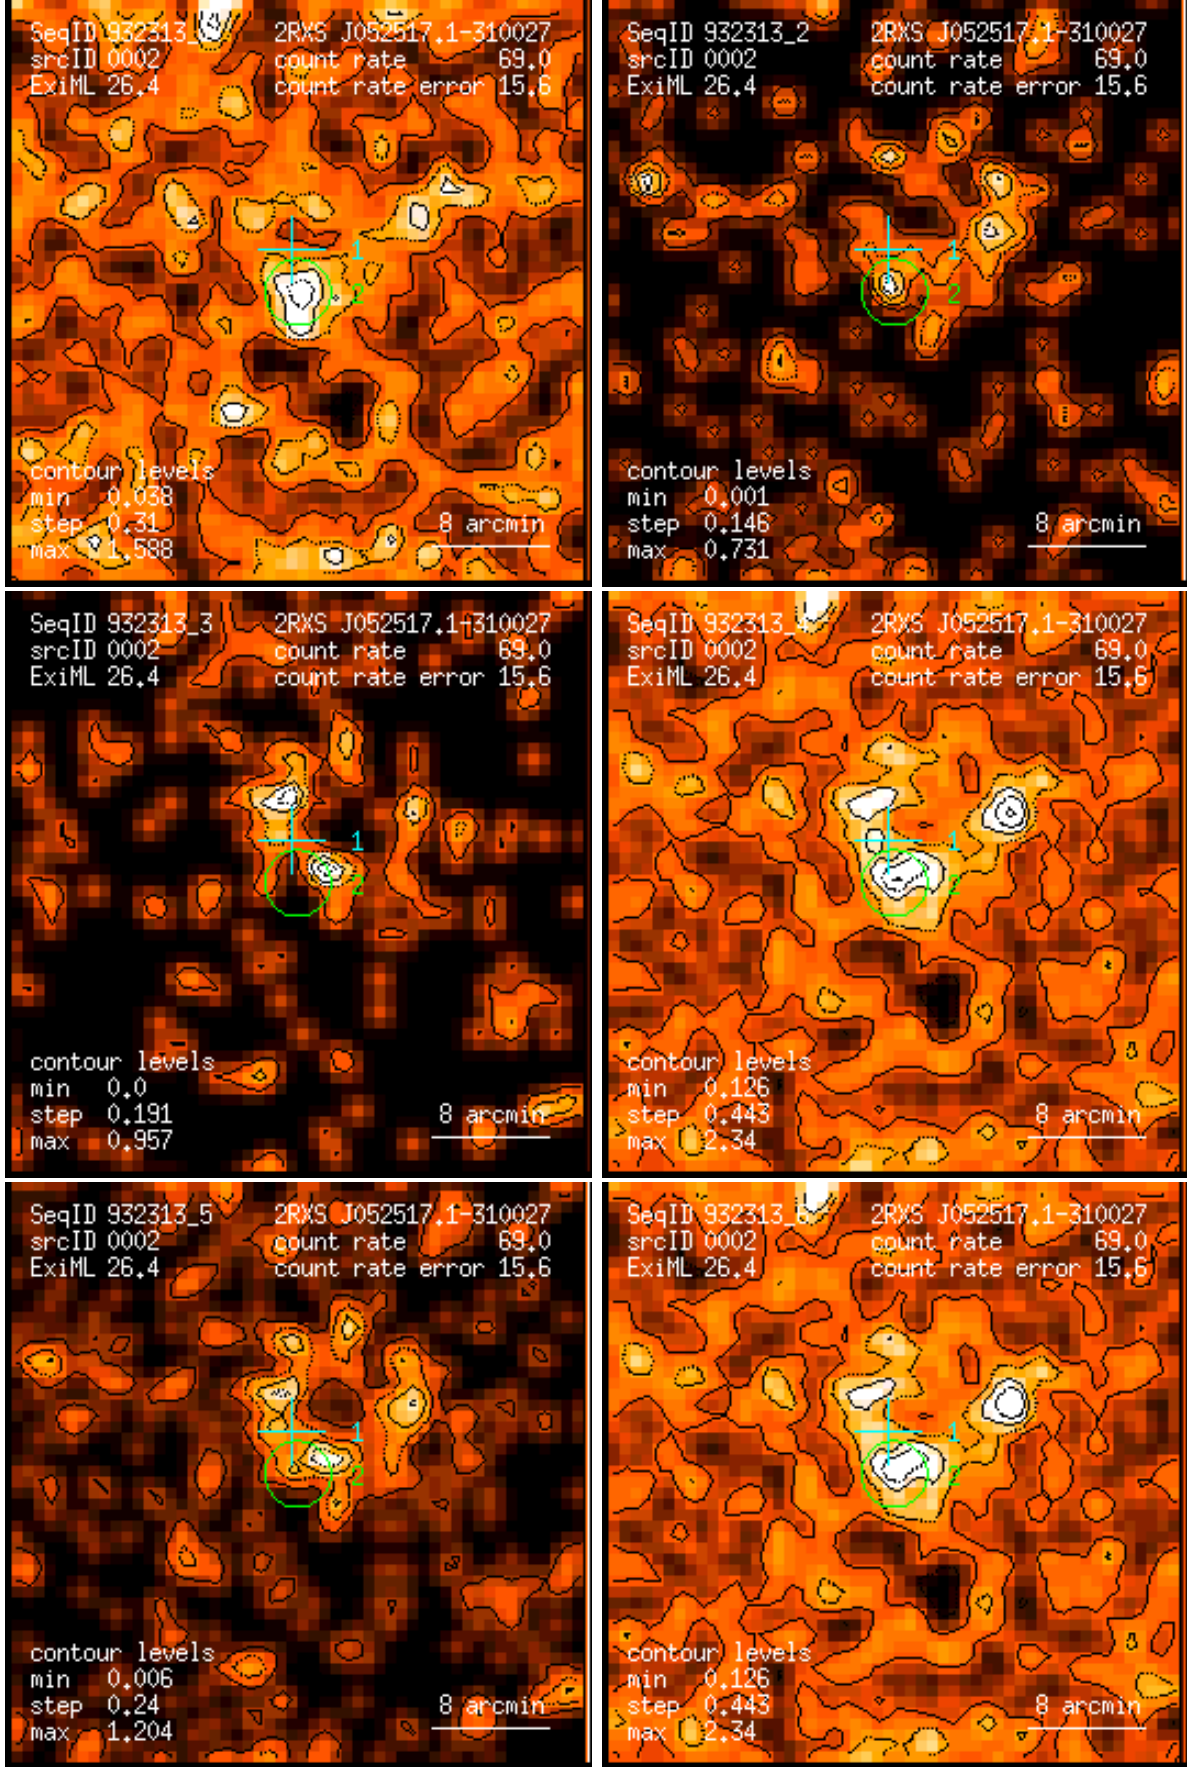 SeqID 932313_ 2RXS J052517.1-310027
srcID 0002 count rate 69.0
ExiML 26.4 count rate error 15.6
1
2
contour levels
min 0.038
step 0.31
max 1.588
8 arcmin
SeqID 932313_2 2RXS J052517.1-310027
srcID 0002 count rate 69.0
ExiML 26.4 count rate error 15.6
1
2
contour levels
min 0.001
step 0.146
max 0.731
8 arcmin
SeqID 932313_3 2RXS J052517.1-310027
srcID 0002 count rate 69.0
ExiML 26.4 count rate error 15.6
1
2
contour levels
min 0.0
step 0.191
max 0.957
8 arcmin
SeqID 932313_4 2RXS J052517.1-310027
srcID 0002 count rate 69.0
ExiML 26.4 count rate error 15.6
1
2
contour levels
min 0.126
step 0.443
max 2.34
8 arcmin
SeqID 932313_5 2RXS J052517.1-310027
srcID 0002 count rate 69.0
ExiML 26.4 count rate error 15.6
1
2
contour levels
min 0.006
step 0.24
max 1.204
8 arcmin
SeqID 932313_6 2RXS J052517.1-310027
srcID 0002 count rate 69.0
ExiML 26.4 count rate error 15.6
1
2
contour levels
min 0.126
step 0.443
max 2.34
8 arcmin